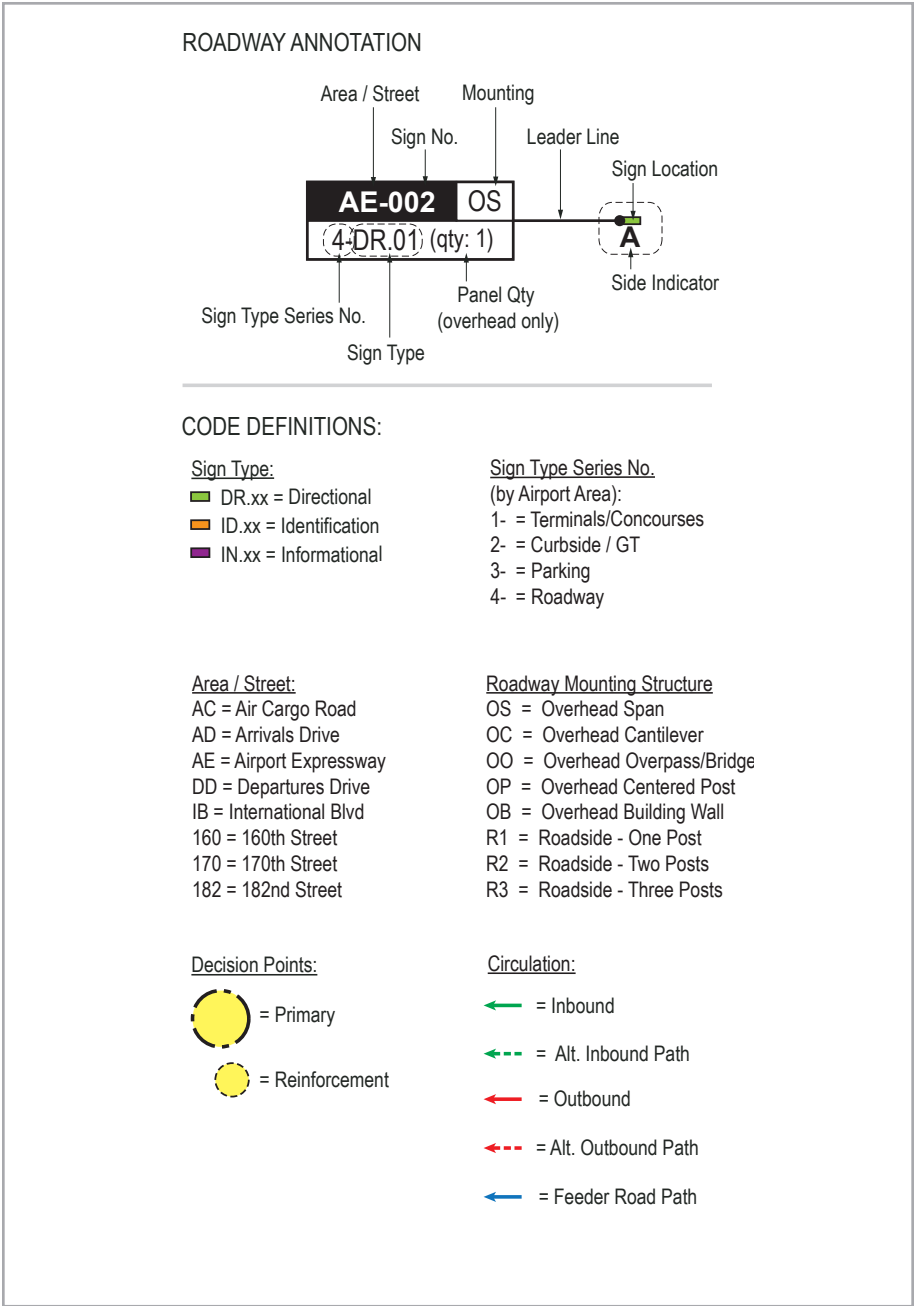 ROADWAY ANNOTATION
Area / Street
Mounting
Sign No.
Leader Line
Sign Location
AE-002
OS
A
4-DR.01 (qty: 1)
Side Indicator
Panel Qty
(overhead only)
Sign Type Series No.
Sign Type
CODE DEFINITIONS:
Sign Type:
DR.xx = Directional
ID.xx = Identification
IN.xx = Informational
Sign Type Series No.
(by Airport Area):
1- = Terminals/Concourses
2- = Curbside / GT
3- = Parking
4- = Roadway
Area / Street:
AC = Air Cargo Road
AD = Arrivals Drive
AE = Airport Expressway
DD = Departures Drive
IB = International Blvd
160 = 160th Street
170 = 170th Street
182 = 182nd Street
Roadway Mounting Structure
OS = Overhead Span
OC = Overhead Cantilever
OO = Overhead Overpass/Bridge
OP = Overhead Centered Post
OB = Overhead Building Wall
R1 = Roadside - One Post
R2 = Roadside - Two Posts
R3 = Roadside - Three Posts
Decision Points:
= Primary
= Reinforcement
Circulation:
= Inbound
= Alt. Inbound Path
= Outbound
= Alt. Outbound Path
= Feeder Road Path